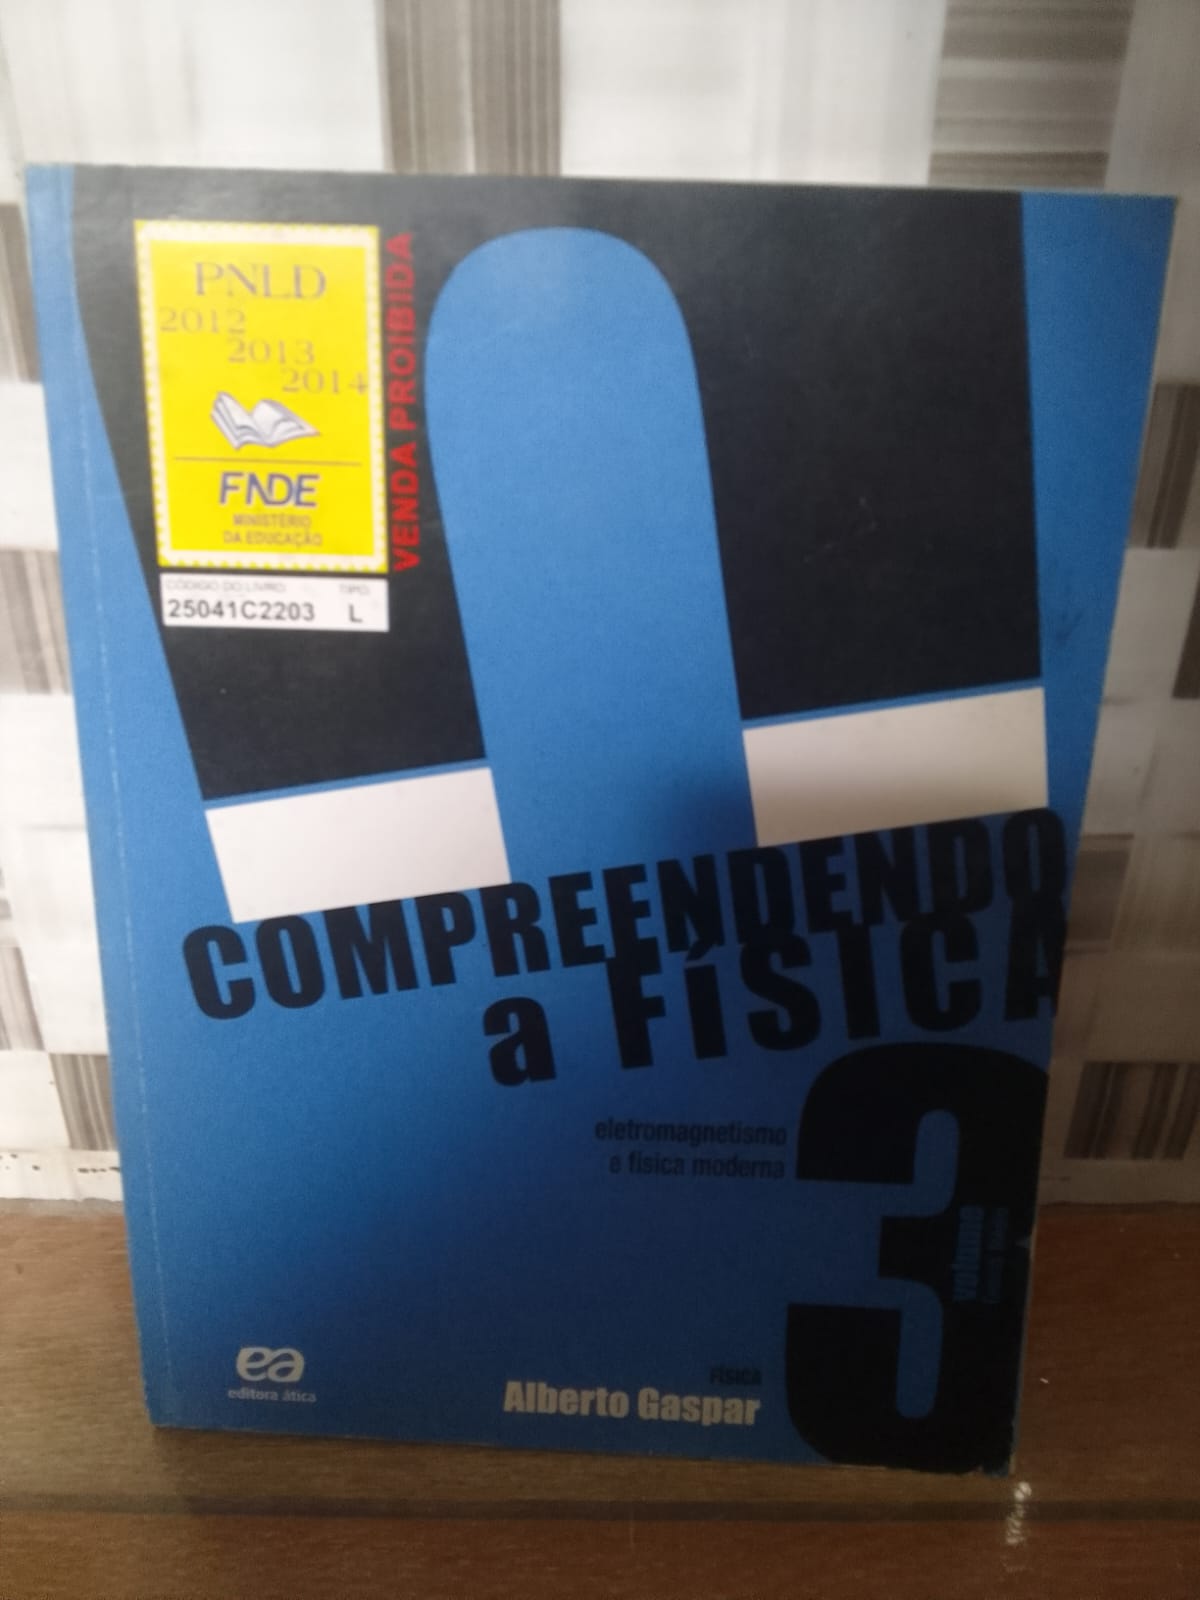 PNLD
2012
2013
2014
FNDE
MINISTÉRIO
DA EDUCAÇÃO
VENDA PROIBIDA
CÓDIGO DO LIVRO TIPO
25041C2203 L
COMPREENDENDO
a FÍSICA
eletromagnetismo
e física moderna
3
volume
ea
editora ática
FÍSICA
Alberto Gaspar